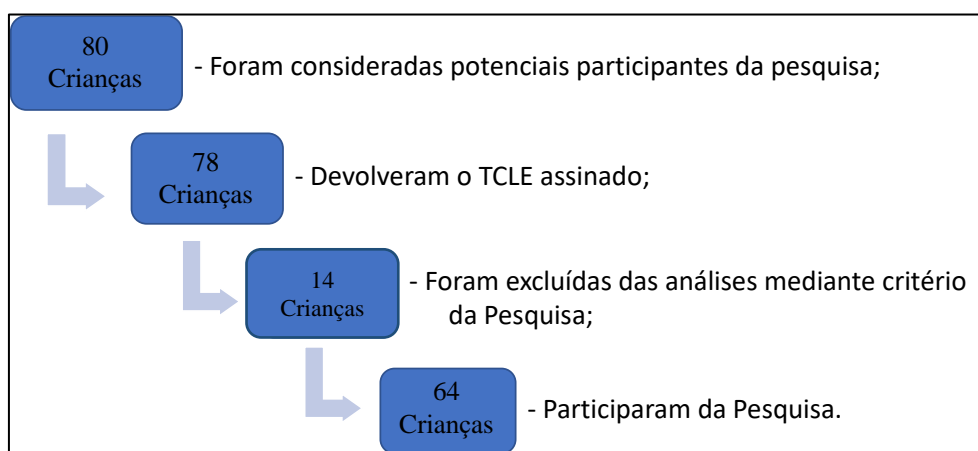 80
Crianças
- Foram consideradas potenciais participantes da pesquisa;
78
Crianças
- Devolveram o TCLE assinado;
14
Crianças
- Foram excluídas das análises mediante critério
da Pesquisa;
64
Crianças
- Participaram da Pesquisa.